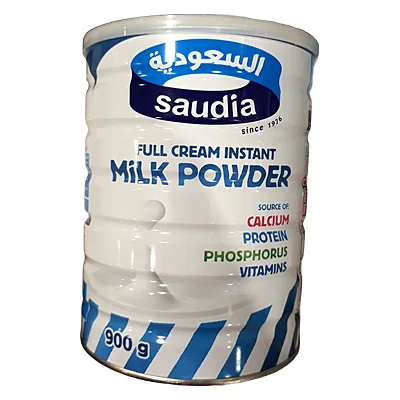 السعودية
saudia
since 1976
FULL CREAM INSTANT
MiLK POWDER
SOURCE OF:
CALCIUM
PROTEIN
PHOSPHORUS
VITAMINS
900 g